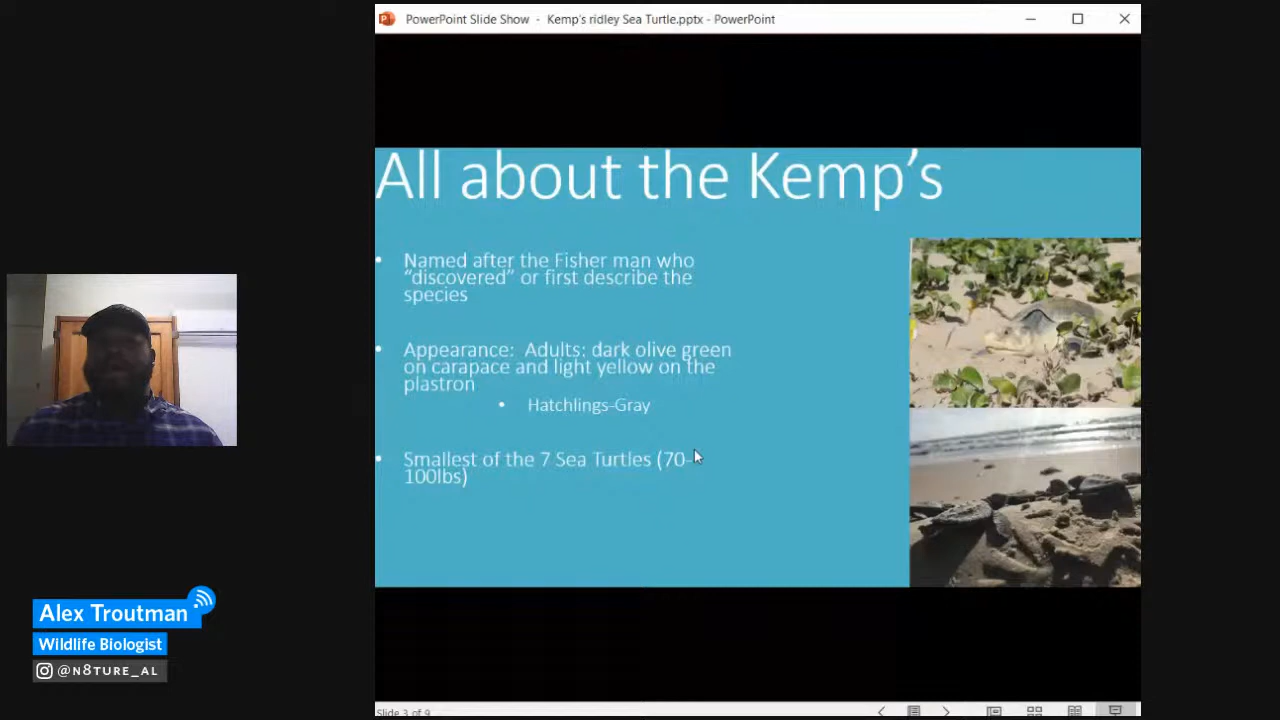 PowerPoint Slide Show - Kemp's ridley Sea Turtle.pptx - PowerPoint
All about the Kemp's
• Named after the Fisher man who
"discovered" or first describe the
species
• Appearance: Adults: dark olive green
on carapace and light yellow on the
plastron
• Hatchlings-Gray
• Smallest of the 7 Sea Turtles (70-
100lbs)
Alex Troutman
Wildlife Biologist
@N8TURE_AL
Slide 3 of 9